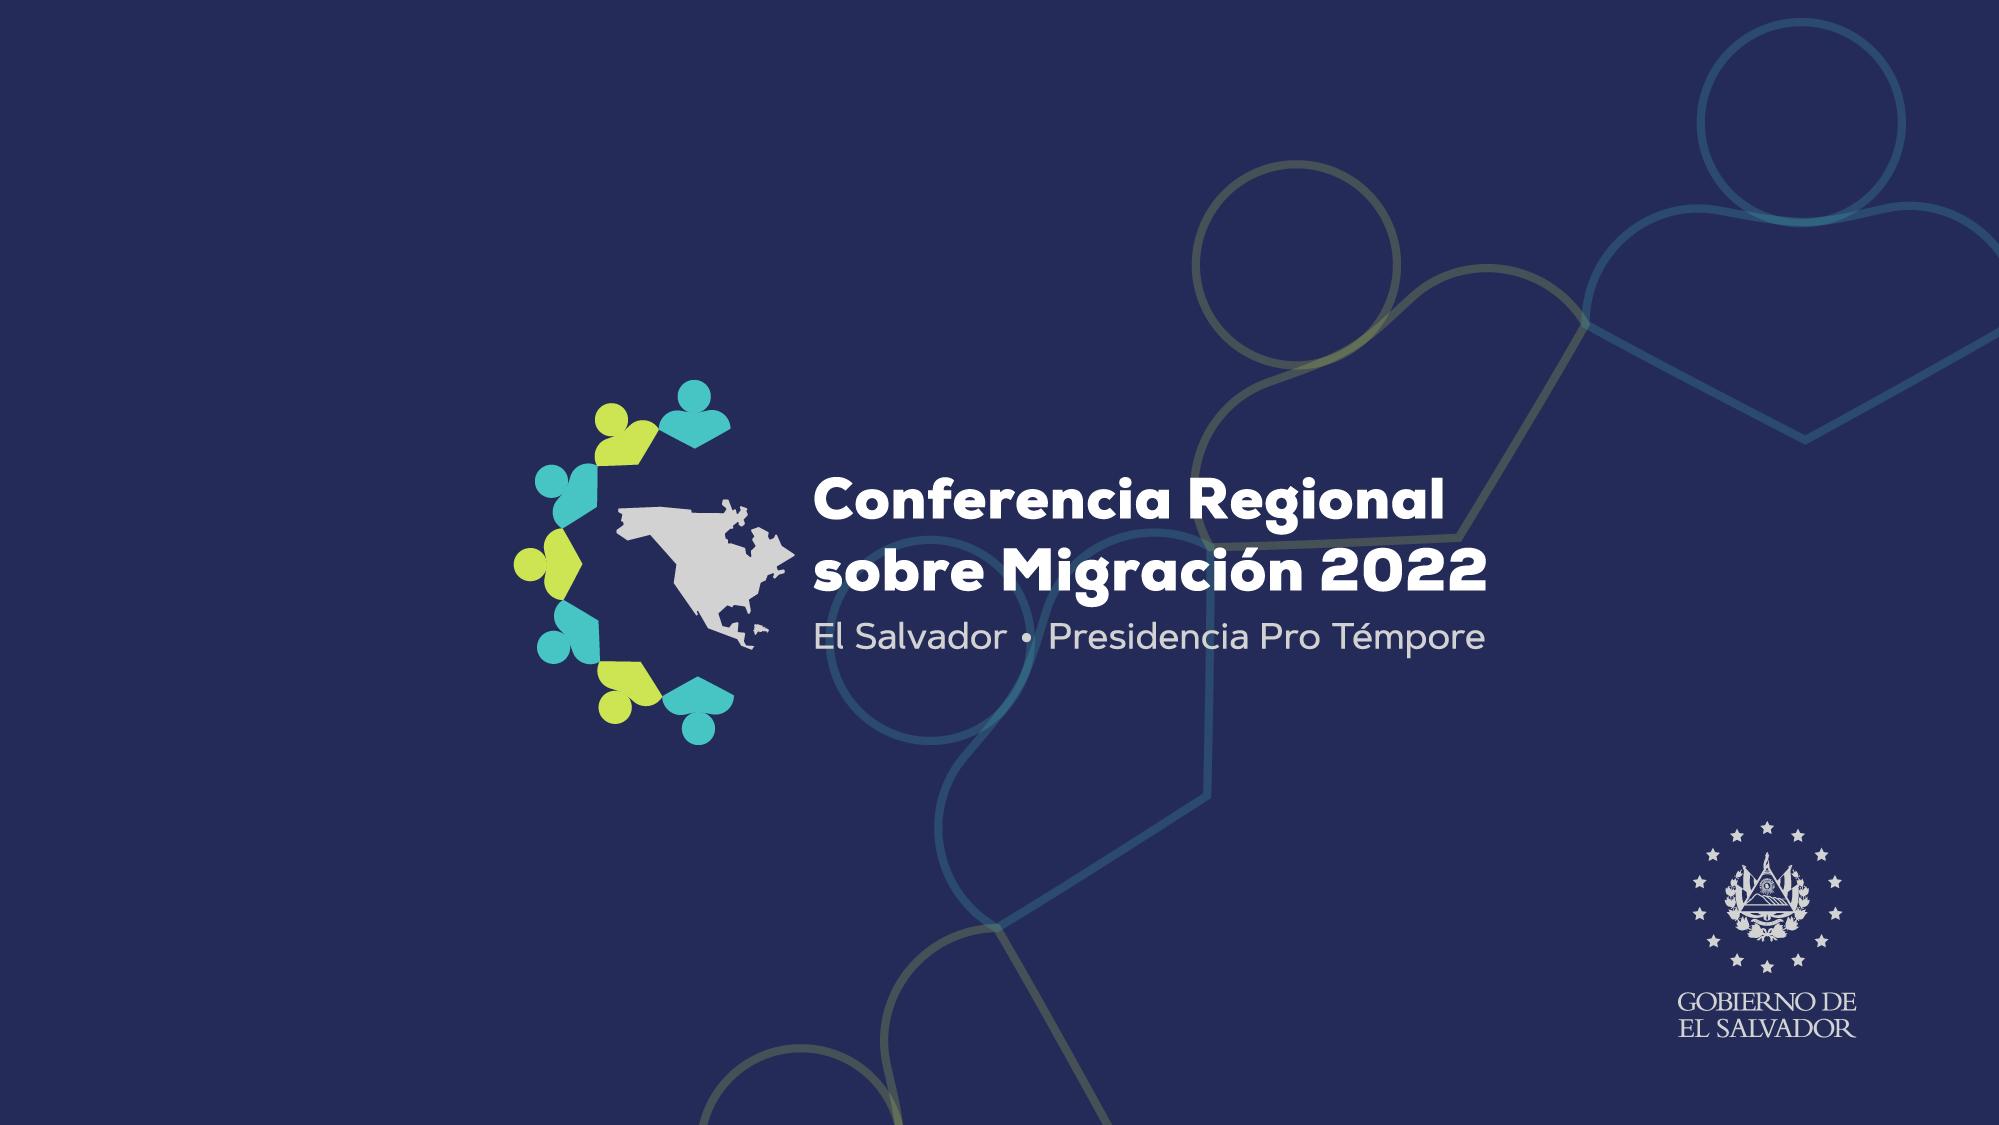 Conferencia Regional
sobre Migración 2022
El Salvador • Presidencia Pro Témpore
GOBIERNO DE
EL SALVADOR